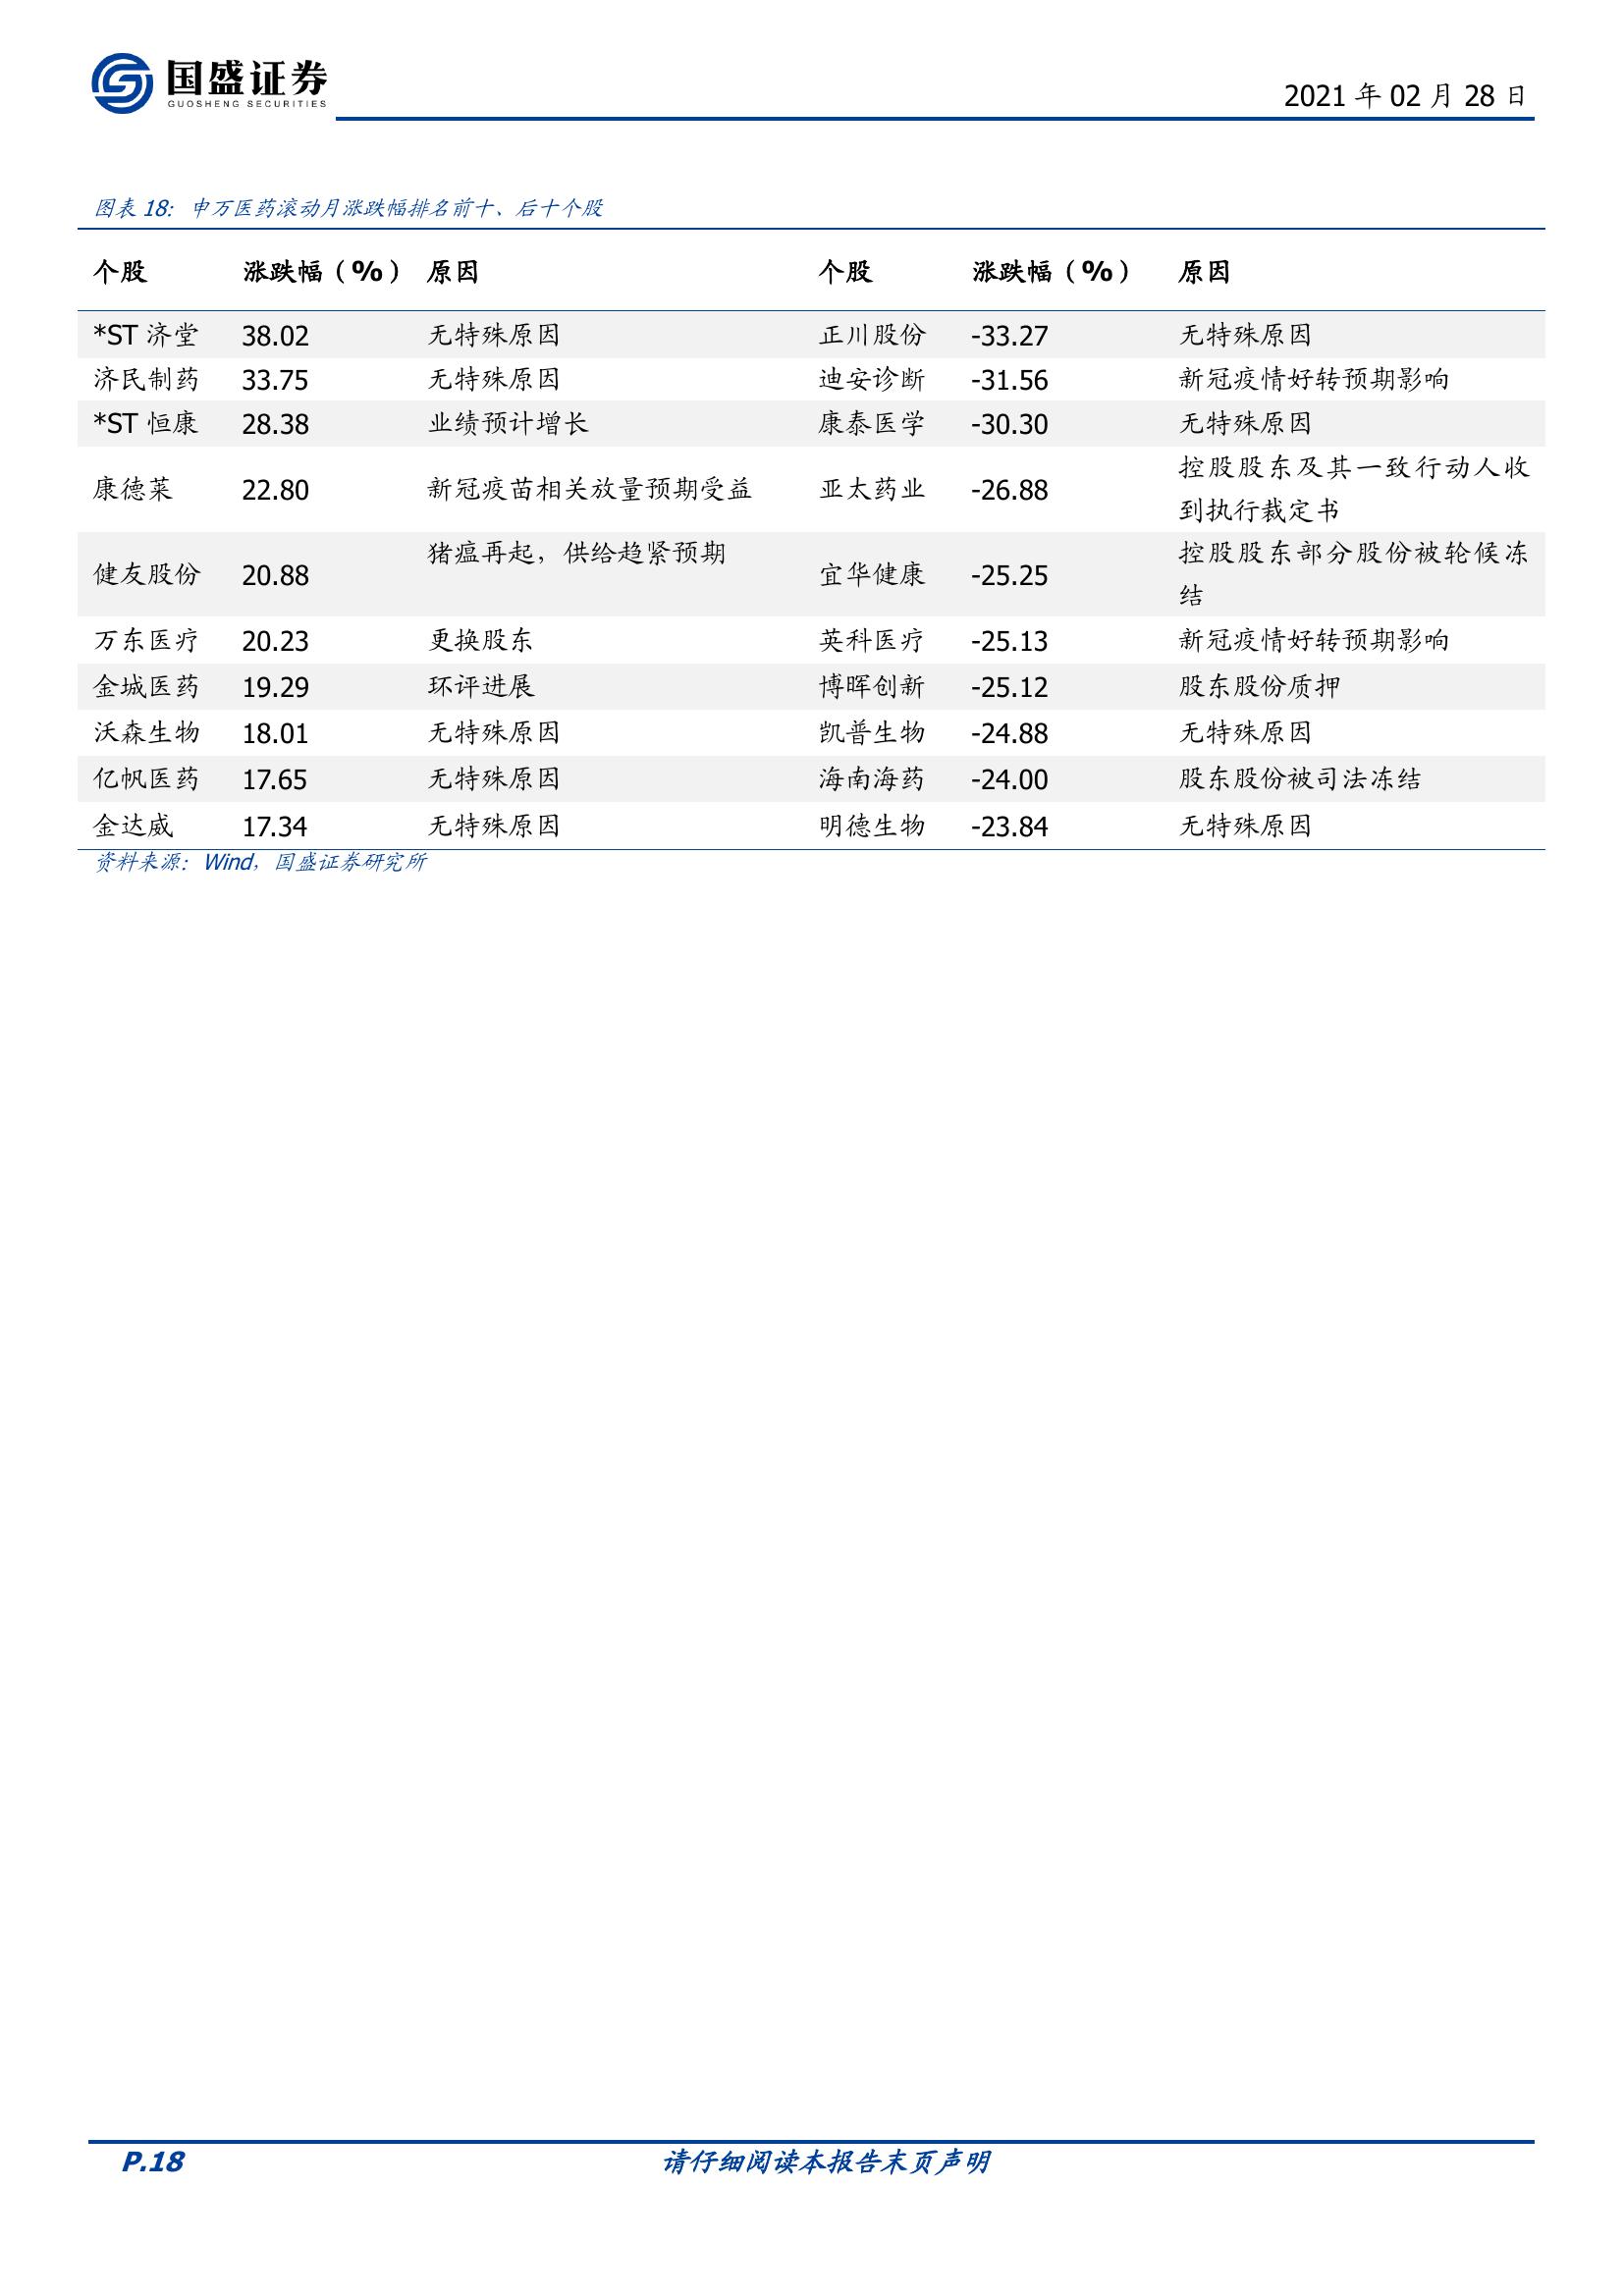 国盛证券
GUOSHENG SECURITIES
2021 年 02 月 28 日
图表 18：申万医药滚动月涨跌幅排名前十、后十个股
个股 涨跌幅（%） 原因 个股 涨跌幅（%） 原因
*ST 济堂 38.02 无特殊原因 正川股份 -33.27 无特殊原因
济民制药 33.75 无特殊原因 迪安诊断 -31.56 新冠疫情好转预期影响
*ST 恒康 28.38 业绩预计增长 康泰医学 -30.30 无特殊原因
康德莱 22.80 新冠疫苗相关放量预期受益 亚太药业 -26.88 控股股东及其一致行动人收
到执行裁定书
健友股份 20.88 猪瘟再起，供给趋紧预期 宜华健康 -25.25 控股股东部分股份被轮候冻
结
万东医疗 20.23 更换股东 英科医疗 -25.13 新冠疫情好转预期影响
金城医药 19.29 环评进展 博晖创新 -25.12 股东股份质押
沃森生物 18.01 无特殊原因 凯普生物 -24.88 无特殊原因
亿帆医药 17.65 无特殊原因 海南海药 -24.00 股东股份被司法冻结
金达威 17.34 无特殊原因 明德生物 -23.84 无特殊原因
资料来源：Wind，国盛证券研究所
P.18 请仔细阅读本报告末页声明